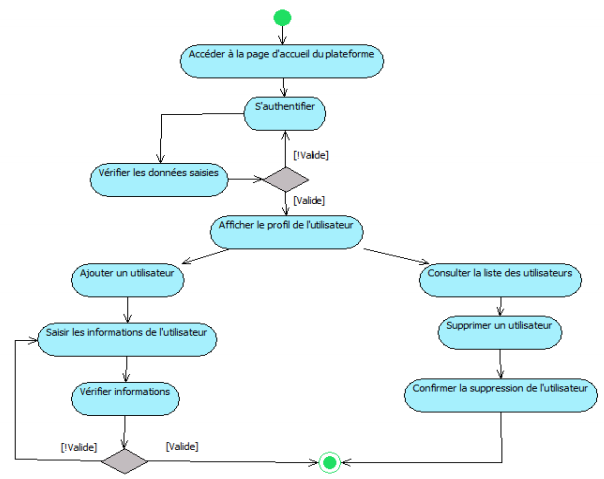 Accéder à la page d'accueil du plateforme
S'authentifier
[!Valide]
Vérifier les données saisies
[Valide]
Afficher le profil de l'utilisateur
Ajouter un utilisateur
Consulter la liste des utilisateurs
Saisir les informations de l'utilisateur
Supprimer un utilisateur
Vérifier informations
Confirmer la suppression de l'utilisateur
[!Valide]
[Valide]